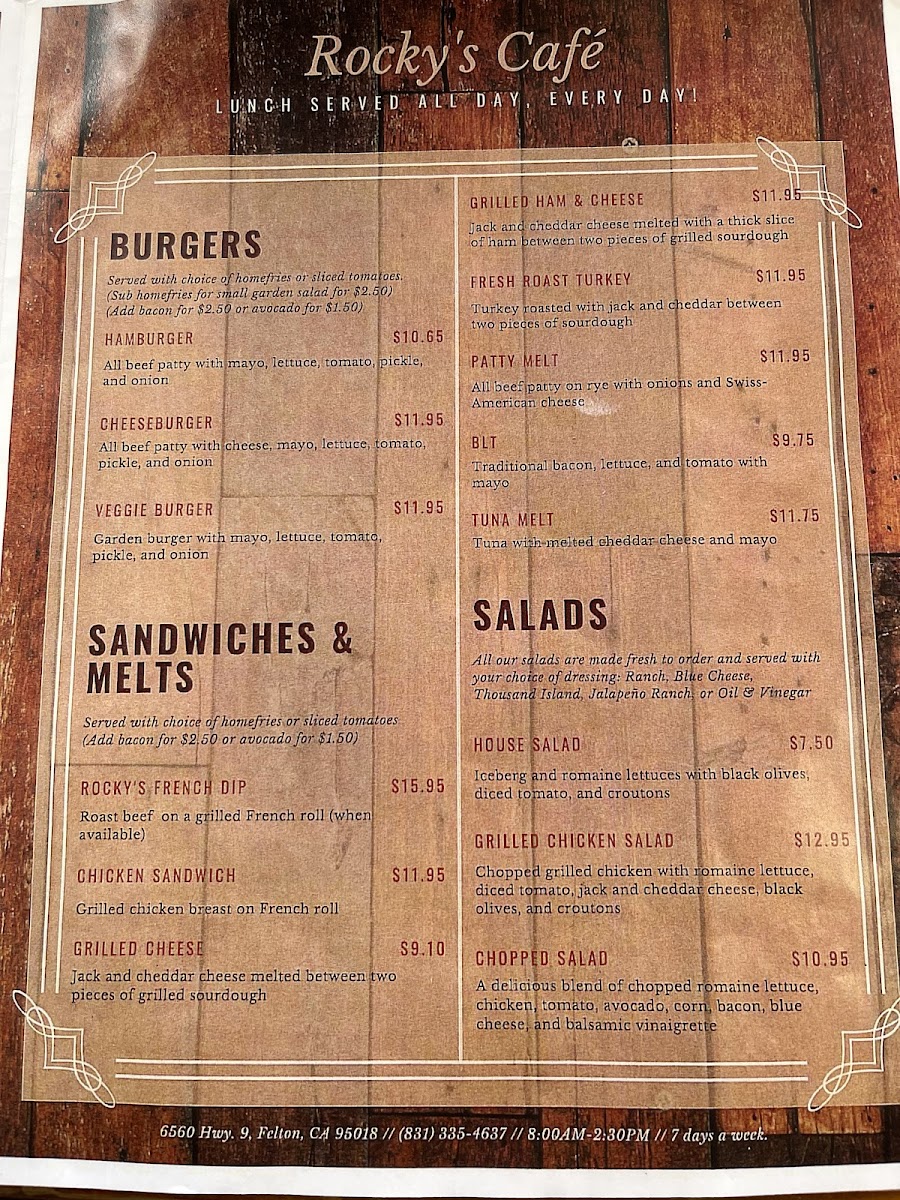 Rocky's Café
LUNCH SERVED ALL DAY, EVERY DAY!
BURGERS
Served with choice of homefries or sliced tomatoes.
(Sub homefries for small garden salad for $2.50)
(Add bacon for $2.50 or avocado for $1.50)
HAMBURGER $10.65
All beef patty with mayo, lettuce, tomato, pickle,
and onion
CHEESEBURGER $11.95
All beef patty with cheese, mayo, lettuce, tomato,
pickle, and onion
VEGGIE BURGER $11.95
Garden burger with mayo, lettuce, tomato,
pickle, and onion
SANDWICHES &
MELTS
Served with choice of homefries or sliced tomatoes
(Add bacon for $2.50 or avocado for $1.50)
ROCKY'S FRENCH DIP $15.95
Roast beef on a grilled French roll (when
available)
CHICKEN SANDWICH $11.95
Grilled chicken breast on French roll
GRILLED CHEESE $9.10
Jack and cheddar cheese melted between two
pieces of grilled sourdough
GRILLED HAM & CHEESE $11.95
Jack and cheddar cheese melted with a thick slice
of ham between two pieces of grilled sourdough
FRESH ROAST TURKEY $11.95
Turkey roasted with jack and cheddar between
two pieces of sourdough
PATTY MELT $11.95
All beef patty on rye with onions and Swiss-
American cheese
BLT $9.75
Traditional bacon, lettuce, and tomato with
mayo
TUNA MELT $11.75
Tuna with melted cheddar cheese and mayo
SALADS
All our salads are made fresh to order and served with
your choice of dressing: Ranch, Blue Cheese,
Thousand Island, Jalapeño Ranch, or Oil & Vinegar
HOUSE SALAD $7.50
Iceberg and romaine lettuces with black olives,
diced tomato, and croutons
GRILLED CHICKEN SALAD $12.95
Chopped grilled chicken with romaine lettuce,
diced tomato, jack and cheddar cheese, black
olives, and croutons
CHOPPED SALAD $10.95
A delicious blend of chopped romaine lettuce,
chicken, tomato, avocado, corn, bacon, blue
cheese, and balsamic vinaigrette
6560 Hwy. 9, Felton, CA 95018 // (831) 335-4637 // 8:00AM-2:30PM // 7 days a week.